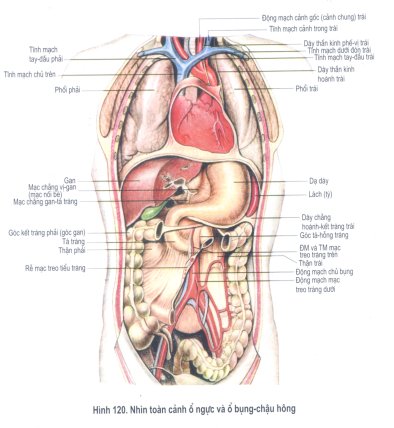 Động mạch cảnh gốc (cảnh chung) trái
Tĩnh mạch cảnh trong trái
Dây thần kinh phế-vị trái
Tĩnh mạch dưới đòn trái
Tĩnh mạch tay-đầu trái
Dây thần kinh
hoành trái
Phổi trái
Tĩnh mạch
tay-đầu phải
Tĩnh mạch chủ trên
Phổi phải
Gan
Mạc chằng vị-gan
(mạc nối bé)
Mạc chằng gan-tá tràng
Góc kết tràng phải (góc gan)
Tá tràng
Thận phải
Rễ mạc treo tiểu tràng
Dạ dày
Lách (tỳ)
Dây chằng
hoành-kết tràng trái
Góc tá-hỗng tràng
ĐM và TM mạc
treo tràng trên
Thận trái
Động mạch chủ bụng
Động mạch mạc
treo tràng dưới
Hình 120. Nhìn toàn cảnh ổ ngực và ổ bụng-chậu hông